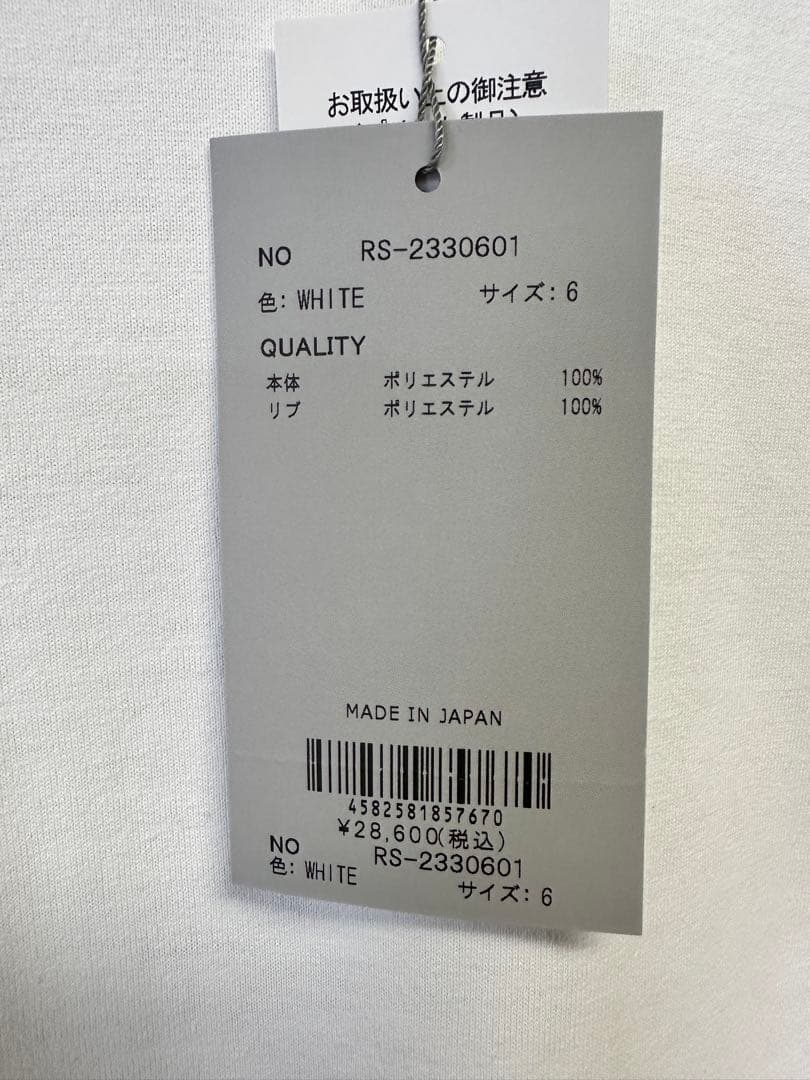 お取扱い上の御注意
NO RS-2330601
色: WHITE サイズ: 6
QUALITY
本体 ポリエステル 100%
リブ ポリエステル 100%
MADE IN JAPAN
4582581857670
¥28,600(税込)
NO RS-2330601
色: WHITE サイズ: 6